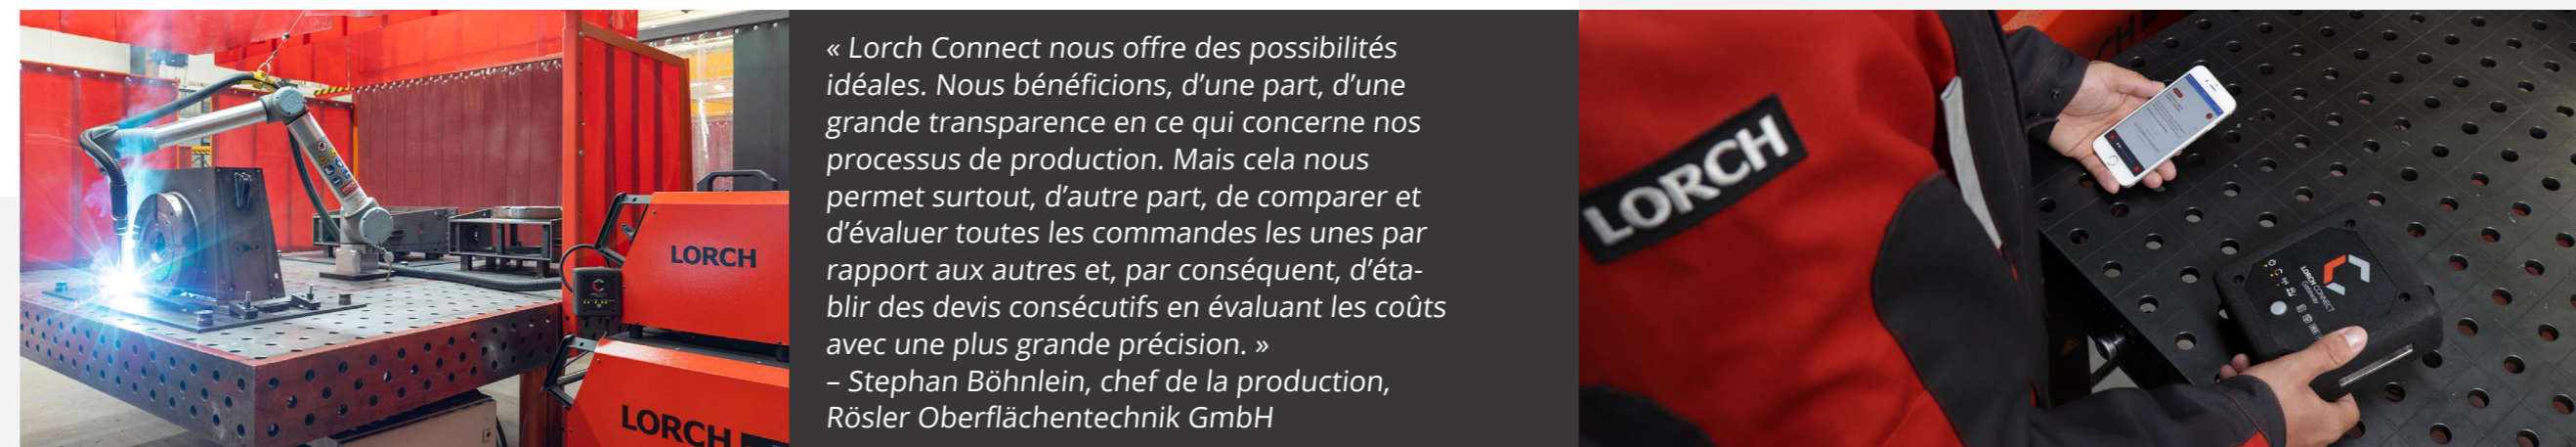 LORCH
LORCH
« Lorch Connect nous offre des possibilités
idéales. Nous bénéficions, d’une part, d’une
grande transparence en ce qui concerne nos
processus de production. Mais cela nous
permet surtout, d’autre part, de comparer et
d’évaluer toutes les commandes les unes par
rapport aux autres et, par conséquent, d’éta-
blir des devis consécutifs en évaluant les coûts
avec une plus grande précision. »
– Stephan Böhnlein, chef de la production,
Rösler Oberflächentechnik GmbH
LORCH
LORCH CONNECT
Gateway